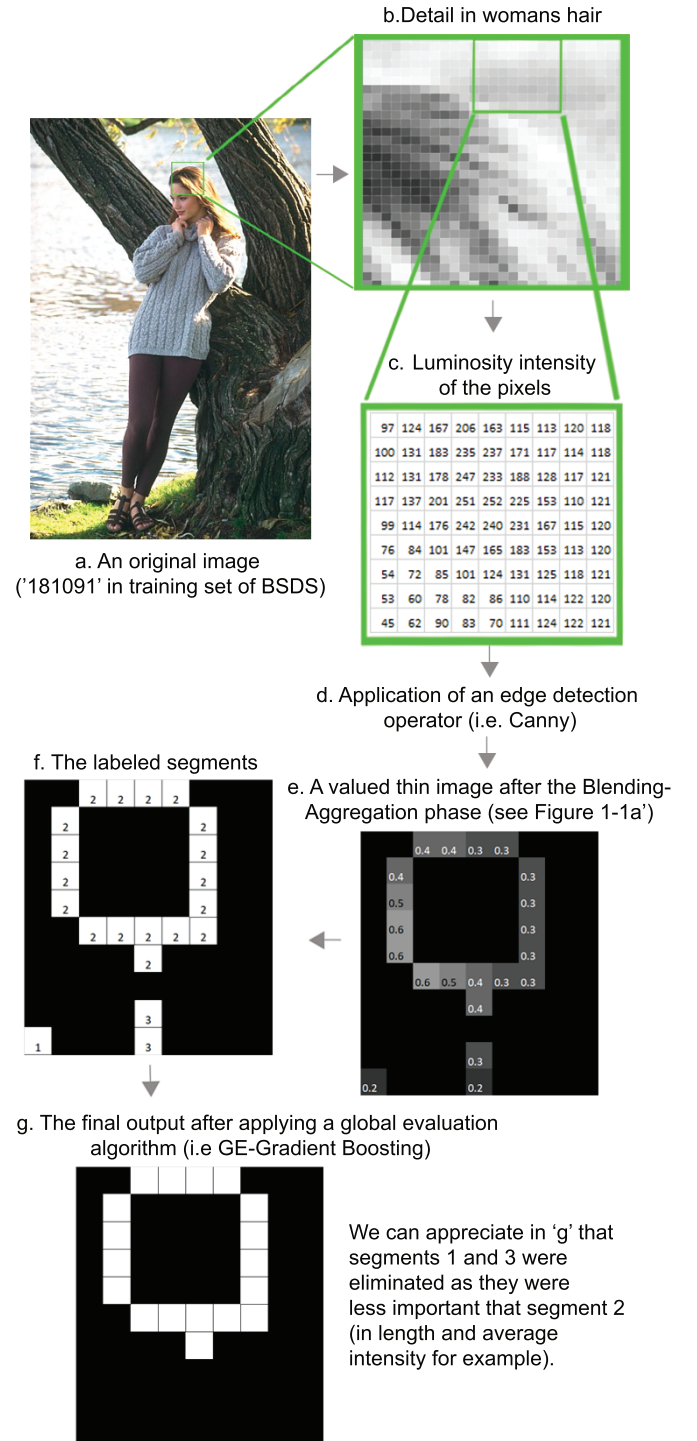 b.Detail in womans hair
a. An original image
('181091' in training set of BSDS)
c. Luminosity intensity
of the pixels
97 124 167 206 163 115 113 120 118
100 131 183 235 237 171 117 114 118
112 131 178 247 233 188 128 117 121
117 137 201 251 252 225 153 110 121
99 114 176 242 240 231 167 115 120
76 84 101 147 165 183 153 113 120
54 72 85 101 124 131 125 118 121
53 60 78 82 86 110 114 122 120
45 62 90 83 70 111 124 122 121
d. Application of an edge detection
operator (i.e. Canny)
e. A valued thin image after the Blending-
Aggregation phase (see Figure 1-1a')
0.4 0.4 0.3 0.3
0.4 0.3
0.5 0.3
0.6 0.3
0.6 0.3
0.6 0.5 0.4 0.3 0.3
0.4
0.3
0.2 0.2
f. The labeled segments
2 2 2 2
2 2
2 2
2 2
2 2
2 2 2 2 2
2
3
1 3
g. The final output after applying a global evaluation
algorithm (i.e GE-Gradient Boosting)
We can appreciate in 'g' that
segments 1 and 3 were
eliminated as they were
less important that segment 2
(in length and average
intensity for example).